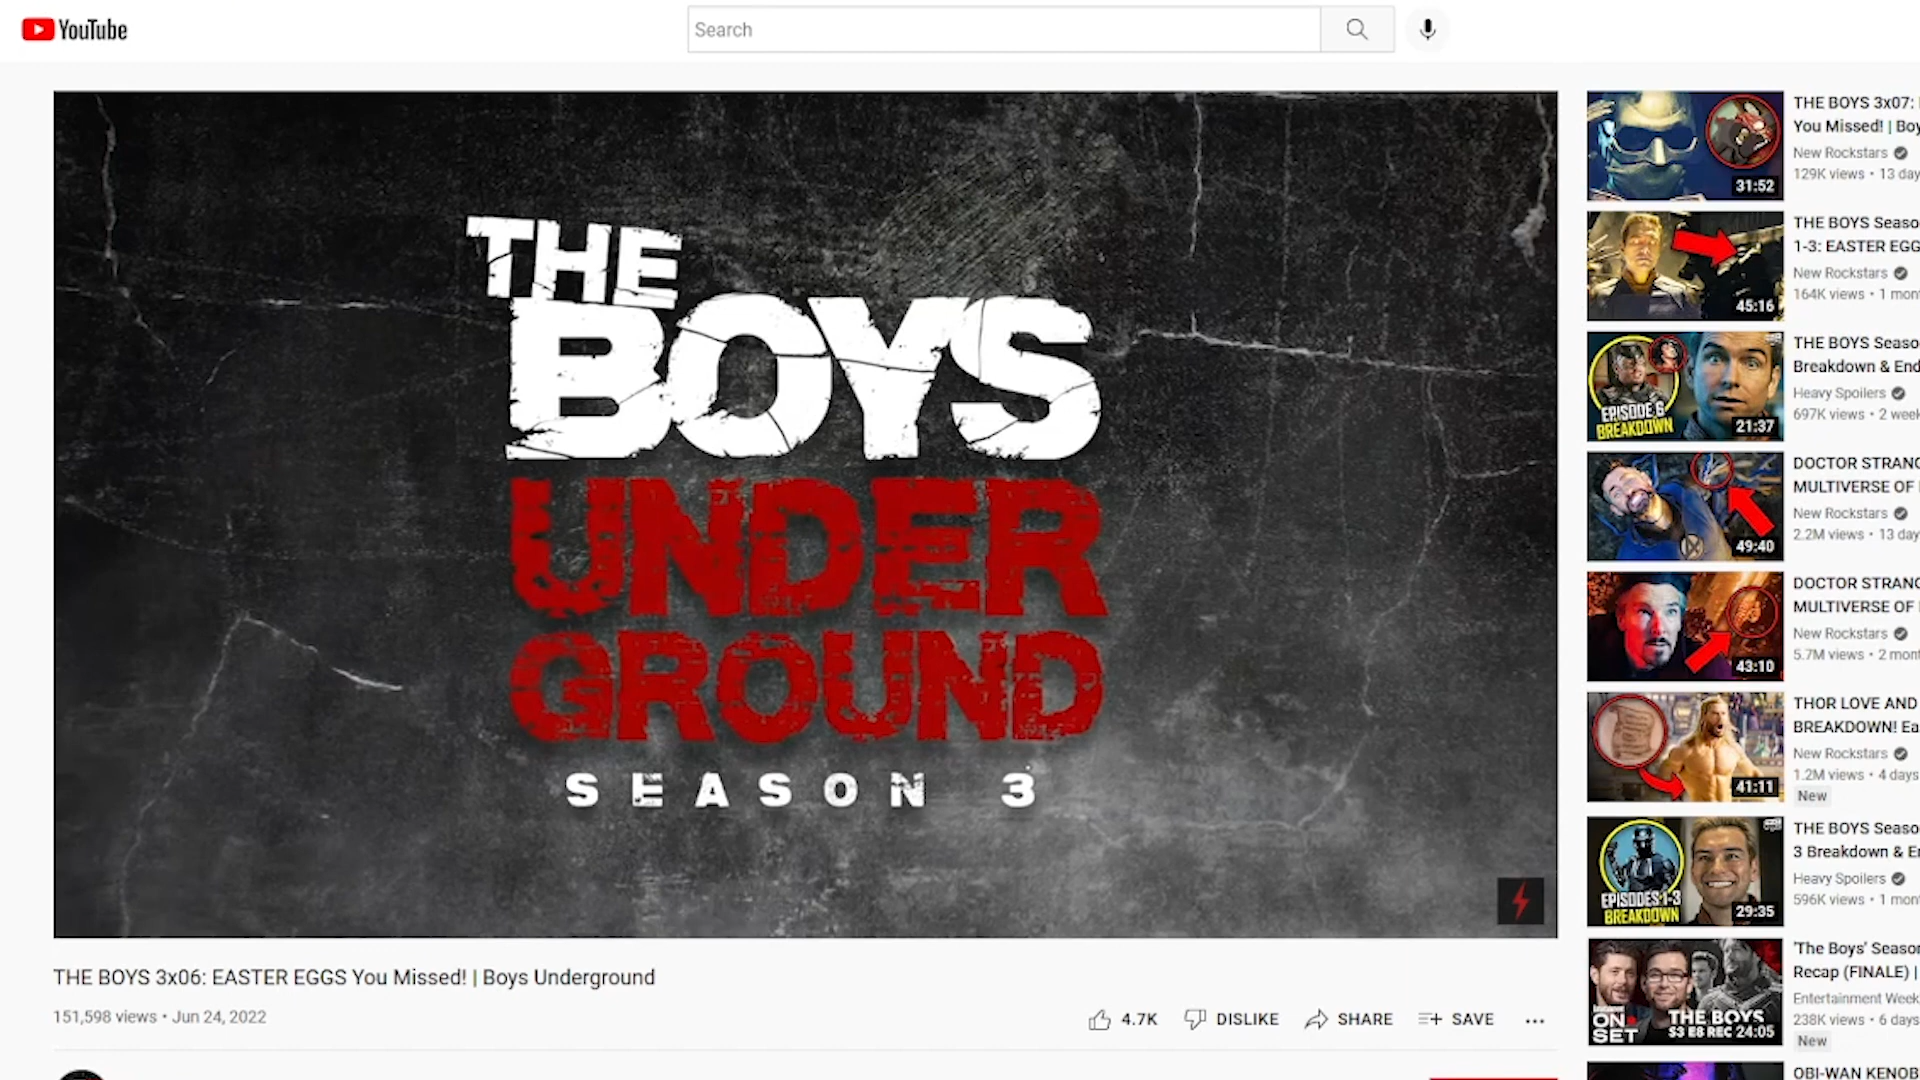 YouTube
Search
THE
BOYS
UNDER
GROUND
SEASON 3
THE BOYS 3x06: EASTER EGGS You Missed! | Boys Underground
151,598 views • Jun 24, 2022
4.7K
DISLIKE
SHARE
SAVE
31:52
THE BOYS 3x07:
You Missed! | Boy
New Rockstars
129K views • 13 day
45:16
THE BOYS Seaso
1-3: EASTER EGG
New Rockstars
164K views • 1 mon
EPISODE 6
BREAKDOWN
21:37
THE BOYS Seaso
Breakdown & End
Heavy Spoilers
697K views • 2 week
49:40
DOCTOR STRANG
MULTIVERSE OF
New Rockstars
2.2M views • 13 day
43:10
DOCTOR STRANG
MULTIVERSE OF
New Rockstars
5.7M views • 2 mont
41:11
THOR LOVE AND
BREAKDOWN! Ea
New Rockstars
1.2M views • 4 days
New
EPISODES 1-3
BREAKDOWN
29:35
THE BOYS Seaso
3 Breakdown & E
Heavy Spoilers
596K views • 1 mon
ON
SET
THE BOYS
S3 E8 REC 24:05
'The Boys' Season
Recap (FINALE) |
Entertainment Week
238K views • 6 days
New
OBI-WAN KENOB